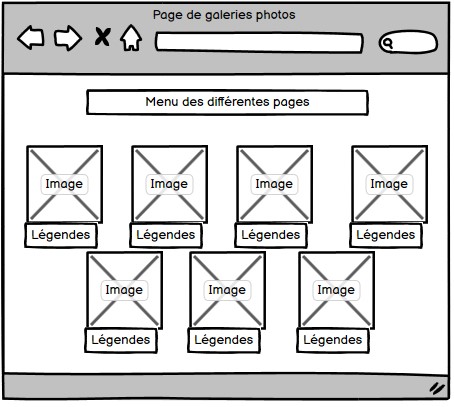 Page de galeries photos
Menu des différentes pages
Image
Image
Image
Image
Légendes
Légendes
Légendes
Légendes
Image
Image
Image
Légendes
Légendes
Légendes